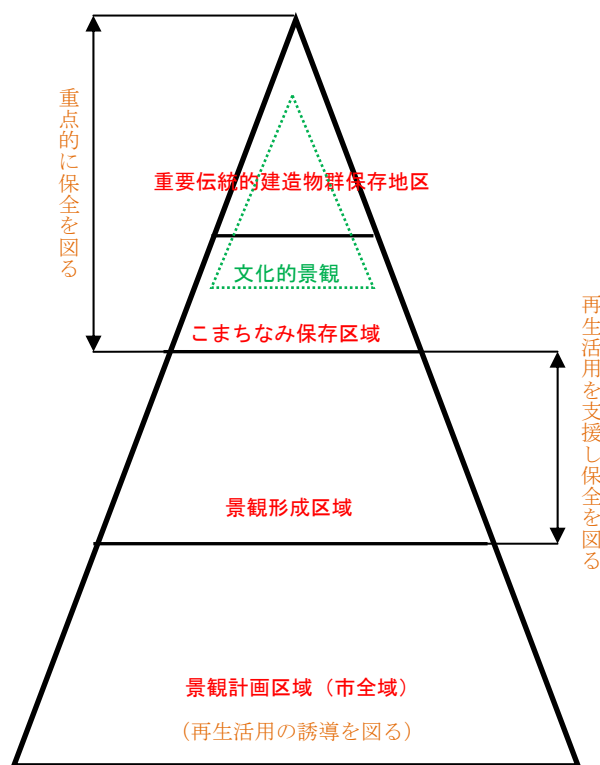 重点的に保全を図る
重要伝統的建造物群保存地区
文化的景観
こまちなみ保存区域
再生活用を支援し保全を図る
景観形成区域
景観計画区域（市全域）
（再生活用の誘導を図る）